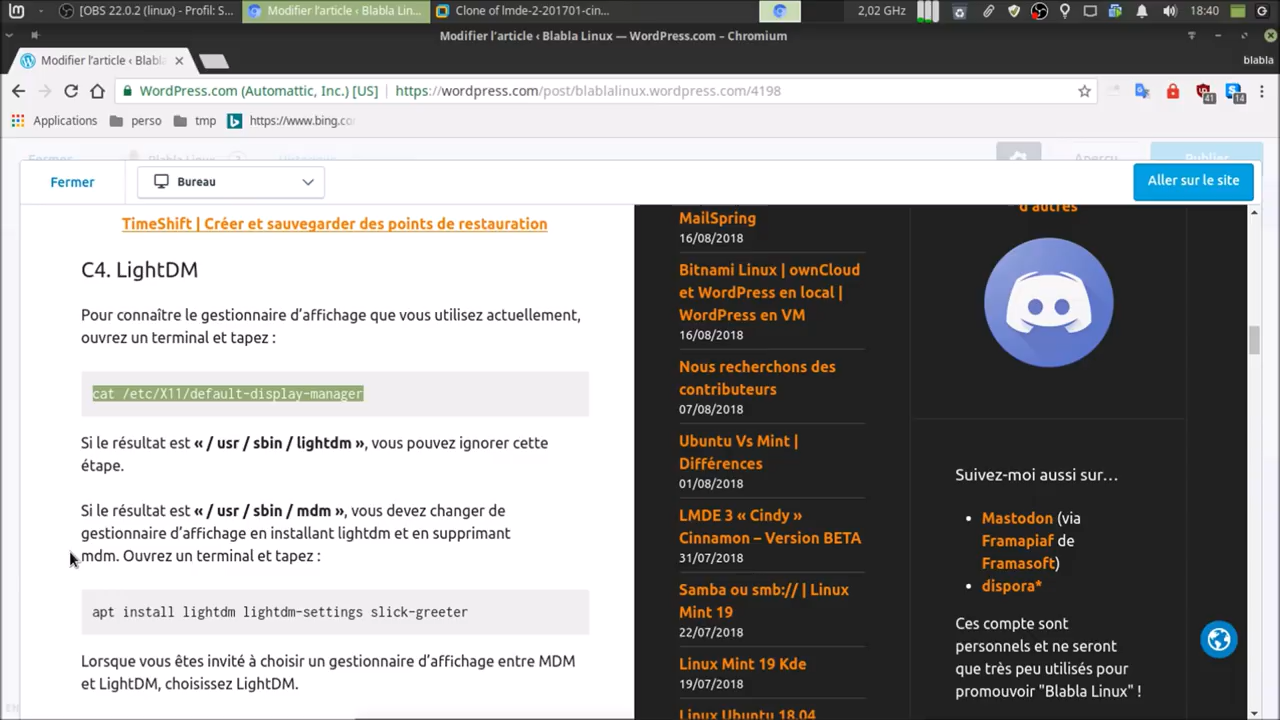 [OBS 22.0.2 (linux) - Profil: S...
Modifier l'article ‹ Blabla Lin...
Clone of lmde-2-201701-cin...
2,02 GHz
18:40
Modifier l'article ‹ Blabla Linux — WordPress.com – Chromium
Modifier l'article ‹ Blabla
blabla
WordPress.com (Automattic, Inc.) [US]
https://wordpress.com/post/blablalinux.wordpress.com/4198
41
14
Applications
perso
tmp
https://www.bing.co
Fermer
Blabla Linux
Aperçu
Publier
Fermer
Bureau
Aller sur le site
TimeShift | Créer et sauvegarder des points de restauration
C4. LightDM
Pour connaître le gestionnaire d'affichage que vous utilisez actuellement,
ouvrez un terminal et tapez :
cat /etc/X11/default-display-manager
Si le résultat est « / usr / sbin / lightdm », vous pouvez ignorer cette
étape.
Si le résultat est « / usr / sbin / mdm », vous devez changer de
gestionnaire d'affichage en installant lightdm et en supprimant
mdm. Ouvrez un terminal et tapez :
apt install lightdm lightdm-settings slick-greeter
Lorsque vous êtes invité à choisir un gestionnaire d'affichage entre MDM
et LightDM, choisissez LightDM.
MailSpring
16/08/2018
Bitnami Linux | ownCloud
et WordPress en local |
WordPress en VM
16/08/2018
Nous recherchons des
contributeurs
07/08/2018
Ubuntu Vs Mint |
Différences
01/08/2018
LMDE 3 « Cindy »
Cinnamon – Version BETA
31/07/2018
Samba ou smb:// | Linux
Mint 19
22/07/2018
Linux Mint 19 Kde
19/07/2018
Linux Ubuntu 18.04
d'autres
Suivez-moi aussi sur…
Mastodon (via
Framapiaf de
Framasoft)
dispora*
Ces compte sont
personnels et ne seront
que très peu utilisés pour
promouvoir "Blabla Linux" !
EN